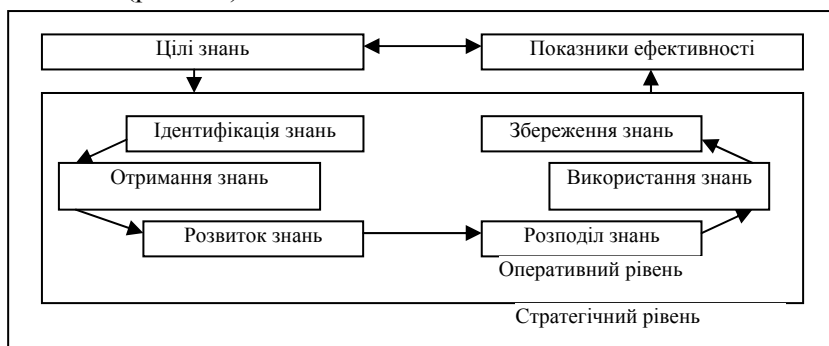 Цілі знань
Показники ефективності
Ідентифікація знань
Збереження знань
Отримання знань
Використання знань
Розвиток знань
Розподіл знань
Оперативний рівень
Стратегічний рівень